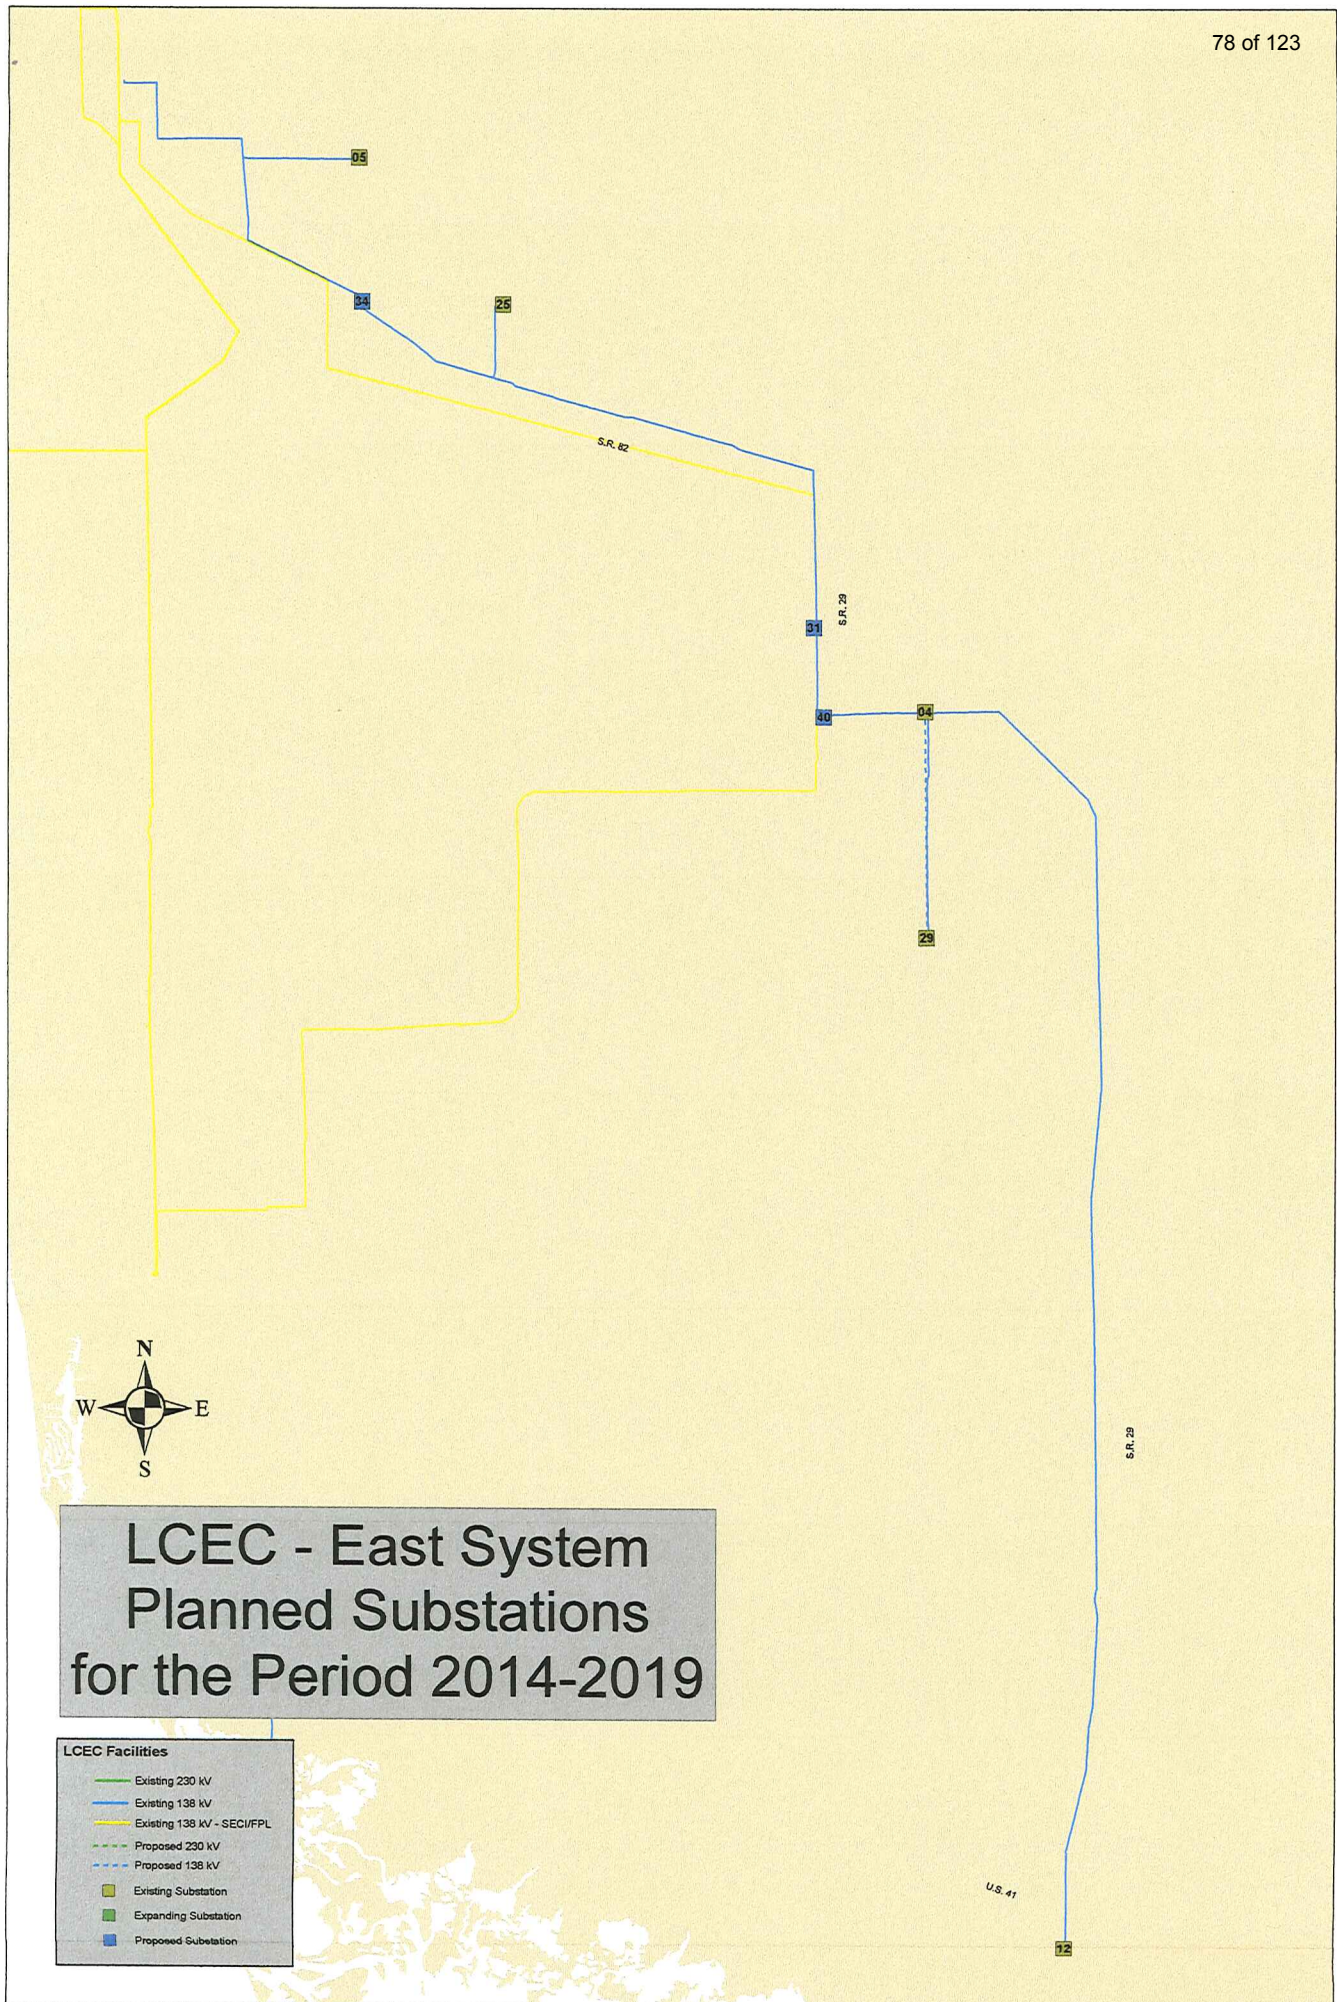 78 of 123
05
34
25
S.R. 82
S.R. 29
31
40
04
29
N
W
E
S
S.R. 29
LCEC - East System
Planned Substations
for the Period 2014-2019
LCEC Facilities
Existing 230 kV
Existing 138 kV
Existing 138 kV - SECI/FPL
Proposed 230 kV
Proposed 138 kV
Existing Substation
Expanding Substation
Proposed Substation
U.S. 41
12